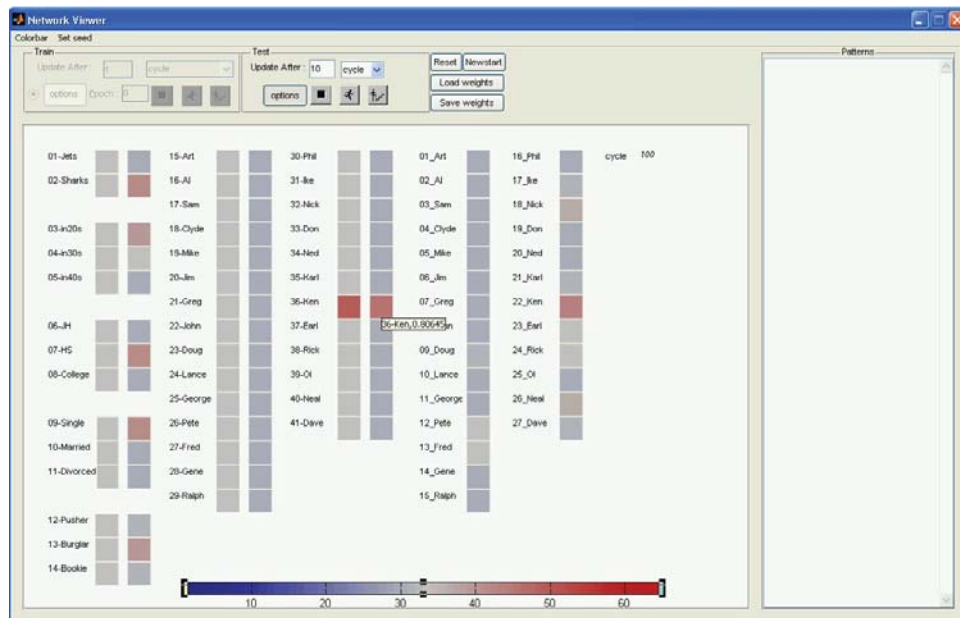 Network Viewer
Colorbar Set seed
Train
Update After: cycle
options Epoch: 0
Test
Update After: 10 cycle
options
Reset Newstart
Load weights
Save weights
Patterns
cycle 100
01-Jets
02-Sharks
03-in20s
04-in30s
05-in40s
06-JH
07-HS
08-College
09-Single
10-Married
11-Divorced
12-Pusher
13-Burglar
14-Bookie
15-Art
16-Al
17-Sam
18-Clyde
19-Mike
20-Jim
21-Greg
22-John
23-Doug
24-Lance
25-George
26-Pete
27-Fred
28-Gene
29-Ralph
30-Phil
31-Ike
32-Nick
33-Don
34-Ned
35-Karl
36-Ken
37-Earl
38-Rick
39-Ol
40-Neal
41-Dave
36-Ken,0.80645
01_Art
02_Al
03_Sam
04_Clyde
05_Mike
06_Jim
07_Greg
09_Doug
10_Lance
11_George
12_Pete
13_Fred
14_Gene
15_Ralph
16_Phil
17_Ike
18_Nick
19_Don
20_Ned
21_Karl
22_Ken
23_Earl
24_Rick
25_Ol
26_Neal
27_Dave
10 20 30 40 50 60